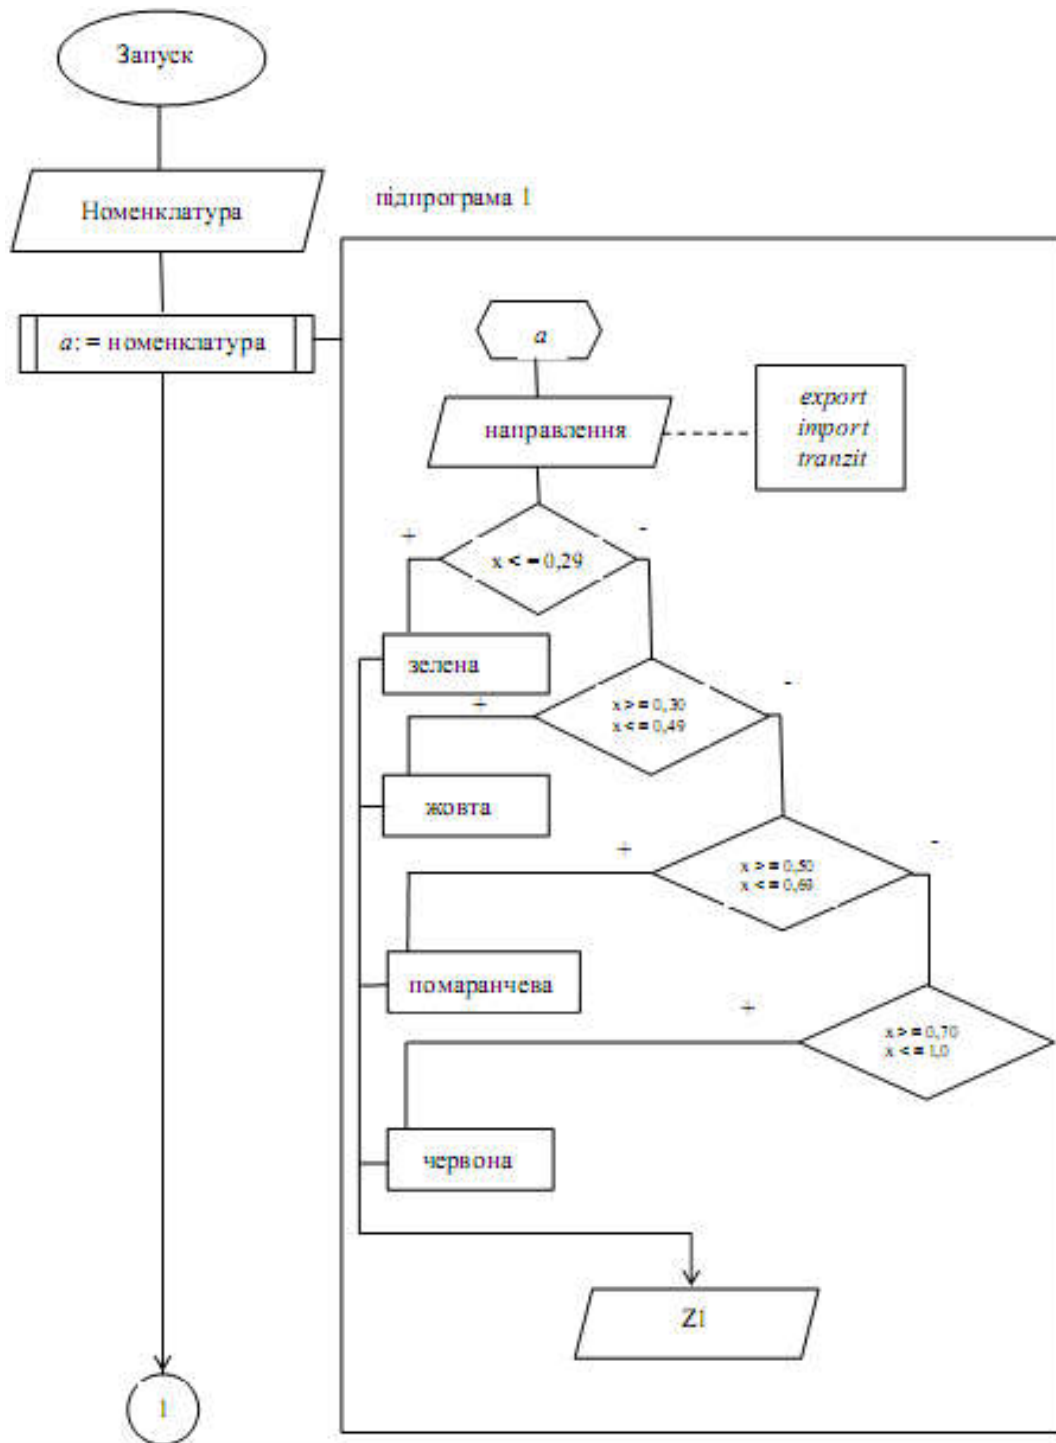 Запуск
Номенклатура
підпрограма 1
a: = номенклатура
a
направлення
export
import
tranzit
+
-
x < = 0,29
зелена
+
-
x > = 0,30
x < = 0,49
жовта
+
-
x > = 0,50
x < = 0,69
помаранчева
+
x > = 0,70
x < = 1,0
червона
Z1
1